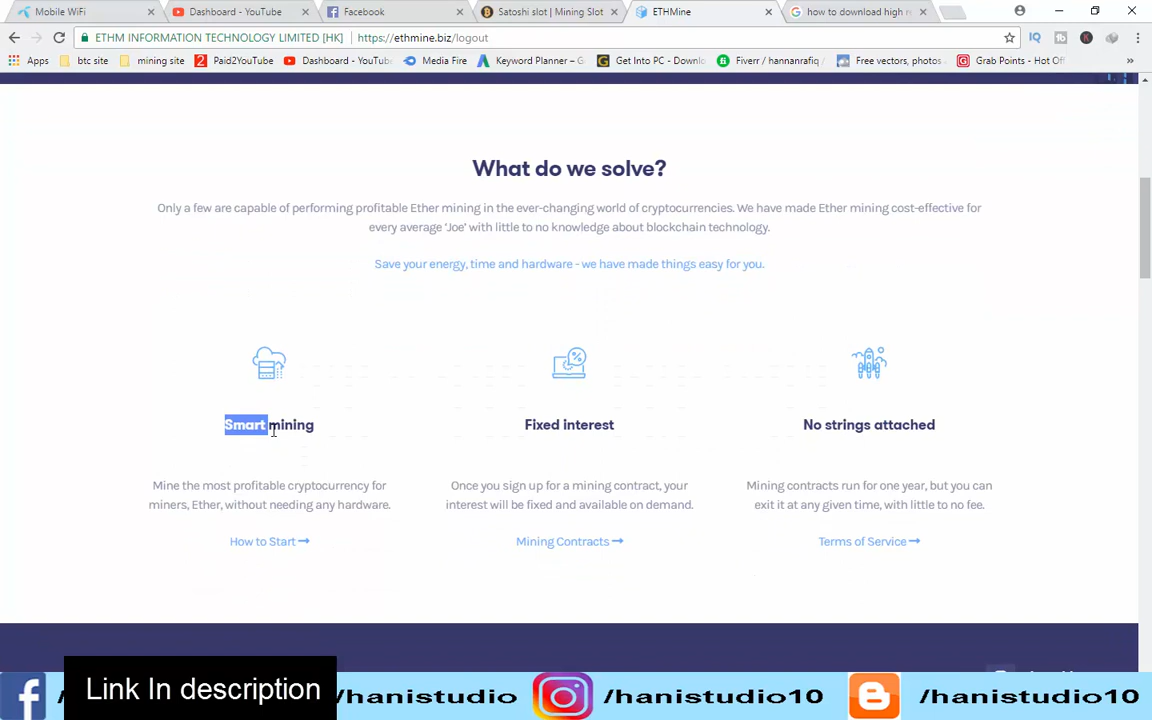 Mobile WiFi
Dashboard - YouTube
Facebook
Satoshi slot | Mining Slot
ETHMine
how to download high r
ETHM INFORMATION TECHNOLOGY LIMITED [HK]
https://ethmine.biz/logout
Apps
btc site
mining site
Paid2YouTube
Dashboard - YouTub
Media Fire
Keyword Planner – G
Get Into PC - Downlo
Fiverr / hannanrafiq /
Free vectors, photos
Grab Points - Hot Off
What do we solve?
Only a few are capable of performing profitable Ether mining in the ever-changing world of cryptocurrencies. We have made Ether mining cost-effective for
every average 'Joe' with little to no knowledge about blockchain technology.
Save your energy, time and hardware - we have made things easy for you.
Smart mining
Mine the most profitable cryptocurrency for
miners, Ether, without needing any hardware.
How to Start
Fixed interest
Once you sign up for a mining contract, your
interest will be fixed and available on demand.
Mining Contracts
No strings attached
Mining contracts run for one year, but you can
exit it at any given time, with little to no fee.
Terms of Service
Link In description
/hanistudio
/hanistudio10
/hanistudio10